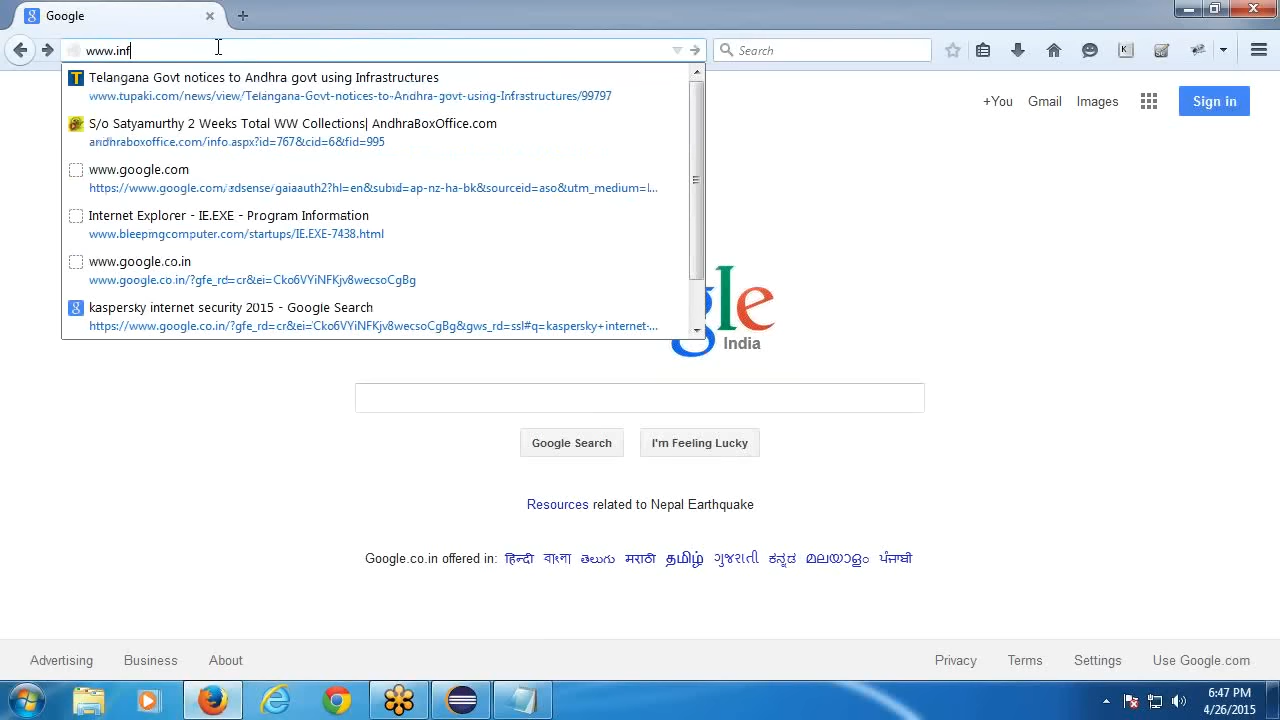 Google
www.inf
Search
Telangana Govt notices to Andhra govt using Infrastructures
www.tupaki.com/news/view/Telangana-Govt-notices-to-Andhra-govt-using-Infrastructures/99797
S/o Satyamurthy 2 Weeks Total WW Collections| AndhraBoxOffice.com
andhraboxoffice.com/info.aspx?id=767&cid=6&fid=995
www.google.com
https://www.google.com/adsense/gaiaauth2?hl=en&subid=ap-nz-ha-bk&sourceid=aso&utm_medium=l...
Internet Explorer - IE.EXE - Program Information
www.bleepingcomputer.com/startups/IE.EXE-7438.html
www.google.co.in
www.google.co.in/?gfe_rd=cr&ei=Cko6VYiNFKjv8wecsoCgBg
kaspersky internet security 2015 - Google Search
https://www.google.co.in/?gfe_rd=cr&ei=Cko6VYiNFKjv8wecsoCgBg&gws_rd=ssl#q=kaspersky+internet-...
+You Gmail Images Sign in
gle
India
Google Search I'm Feeling Lucky
Resources related to Nepal Earthquake
Google.co.in offered in: हिन्दी বাংলা తెలుగు मराठी தமிழ் ગુજરાતી ಕನ್ನಡ മലയാളം ਪੰਜਾਬੀ
Advertising Business About Privacy Terms Settings Use Google.com
6:47 PM
4/26/2015